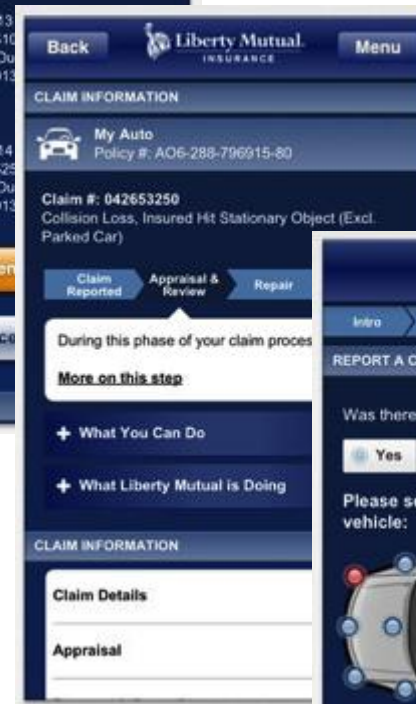 Back
Liberty Mutual.
INSURANCE
Menu
CLAIM INFORMATION
My Auto
Policy #: AO6-288-796915-80
Claim #: 042653250
Collision Loss, Insured Hit Stationary Object (Excl.
Parked Car)
Claim
Reported
Appraisal &
Review
Repair
During this phase of your claim proces
More on this step
+ What You Can Do
+ What Liberty Mutual is Doing
CLAIM INFORMATION
Claim Details
Appraisal
Intro
REPORT A C
Was there
Yes
Please se
vehicle: